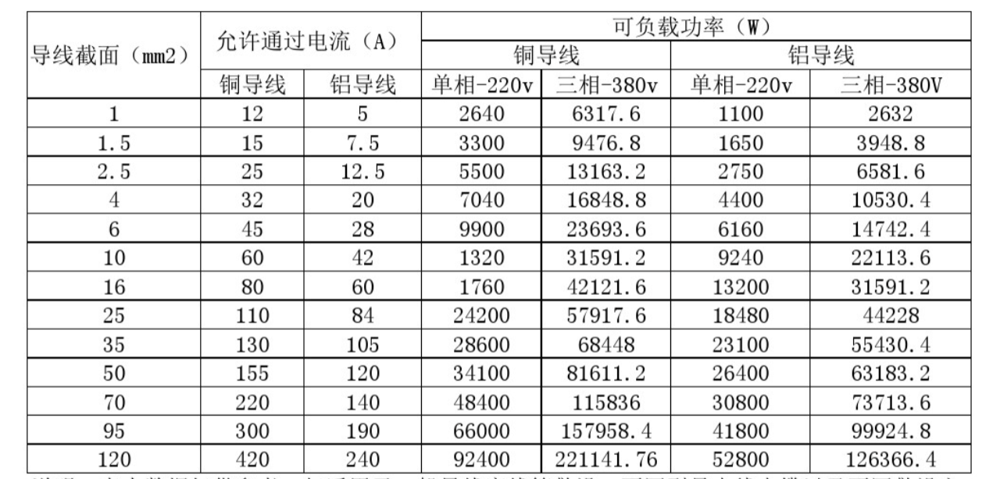 导线截面（mm2） 允许通过电流（A） 可负载功率（W）
铜导线 铝导线
铜导线 铝导线 单相-220v 三相-380v 单相-220v 三相-380V
1 12 5 2640 6317.6 1100 2632
1.5 15 7.5 3300 9476.8 1650 3948.8
2.5 25 12.5 5500 13163.2 2750 6581.6
4 32 20 7040 16848.8 4400 10530.4
6 45 28 9900 23693.6 6160 14742.4
10 60 42 1320 31591.2 9240 22113.6
16 80 60 1760 42121.6 13200 31591.2
25 110 84 24200 57917.6 18480 44228
35 130 105 28600 68448 23100 55430.4
50 155 120 34100 81611.2 26400 63183.2
70 220 140 48400 115836 30800 73713.6
95 300 190 66000 157958.4 41800 99924.8
120 420 240 92400 221141.76 52800 126366.4